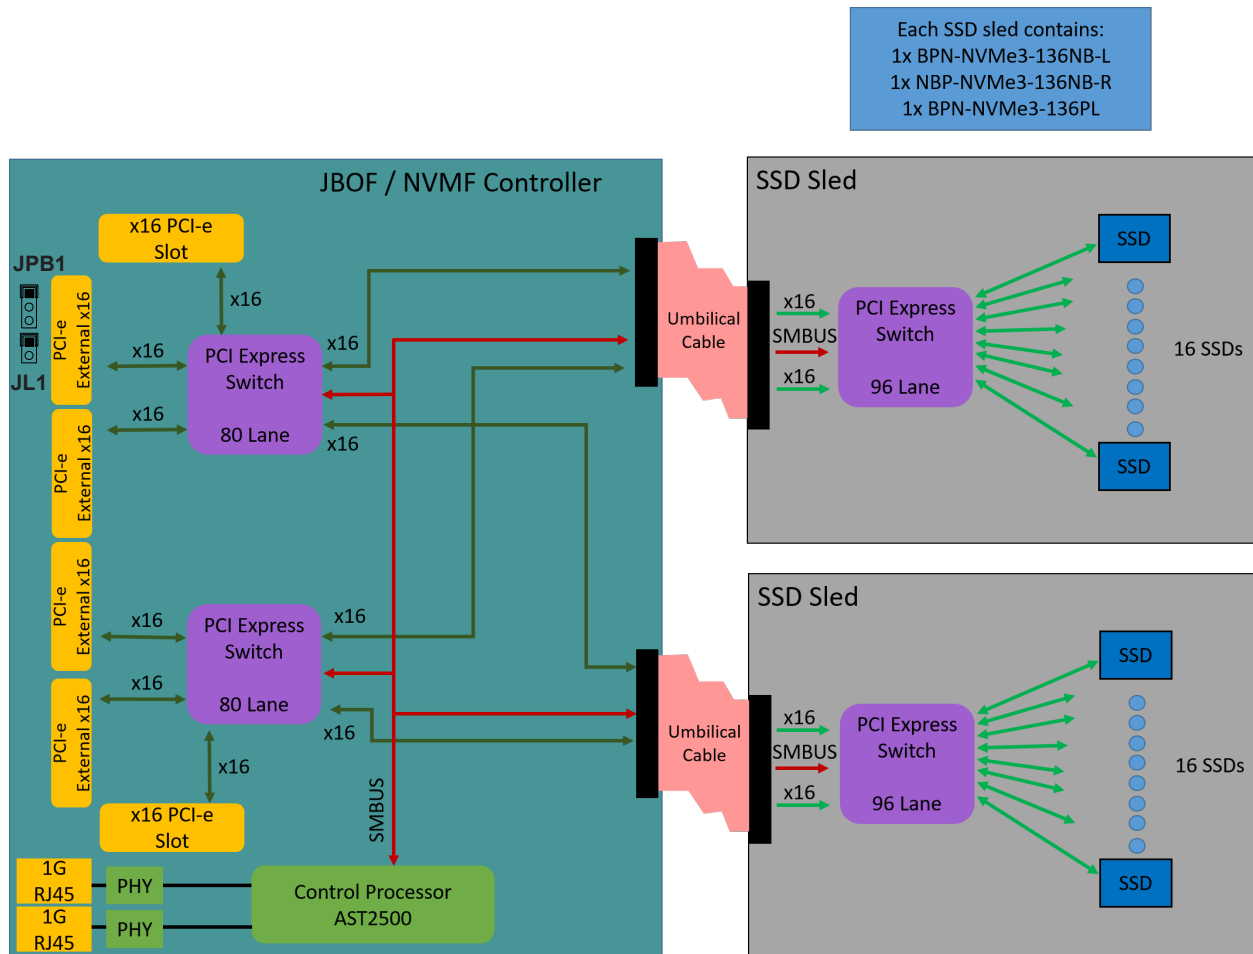 Each SSD sled contains:
1x BPN-NVMe3-136NB-L
1x NBP-NVMe3-136NB-R
1x BPN-NVMe3-136PL
JBOF / NVMF Controller
x16 PCI-e
Slot
JPB1
JL1
PCI-e
External x16
PCI-e
External x16
PCI-e
External x16
PCI-e
External x16
x16
x16
x16
PCI Express
Switch
80 Lane
x16
x16
x16
x16
x16
PCI Express
Switch
80 Lane
x16
x16
x16 PCI-e
Slot
SMBUS
1G
RJ45
PHY
1G
RJ45
PHY
Control Processor
AST2500
Umbilical
Cable
SSD Sled
x16
SMBUS
x16
PCI Express
Switch
96 Lane
SSD
16 SSDs
SSD
Umbilical
Cable
SSD Sled
x16
SMBUS
x16
PCI Express
Switch
96 Lane
SSD
16 SSDs
SSD